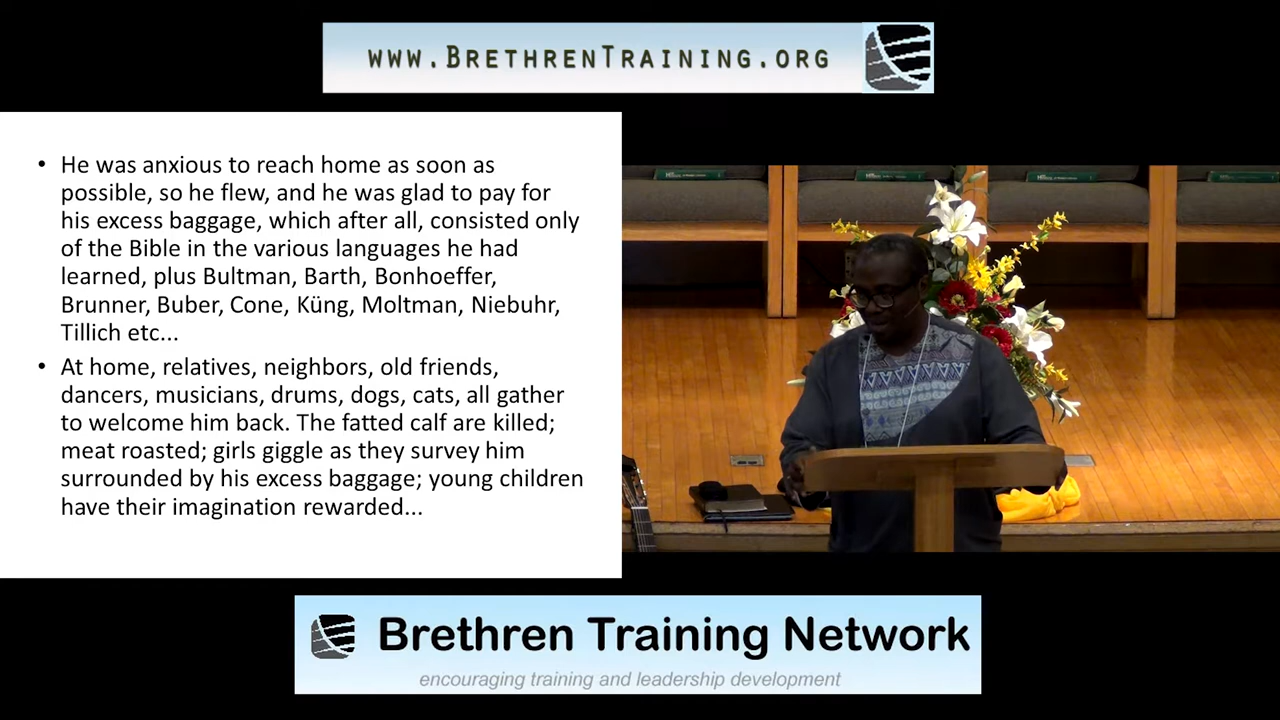 www.BrethrenTraining.org
• He was anxious to reach home as soon as
possible, so he flew, and he was glad to pay for
his excess baggage, which after all, consisted only
of the Bible in the various languages he had
learned, plus Bultman, Barth, Bonhoeffer,
Brunner, Buber, Cone, Küng, Moltman, Niebuhr,
Tillich etc...
• At home, relatives, neighbors, old friends,
dancers, musicians, drums, dogs, cats, all gather
to welcome him back. The fatted calf are killed;
meat roasted; girls giggle as they survey him
surrounded by his excess baggage; young children
have their imagination rewarded...
Brethren Training Network
encouraging training and leadership development